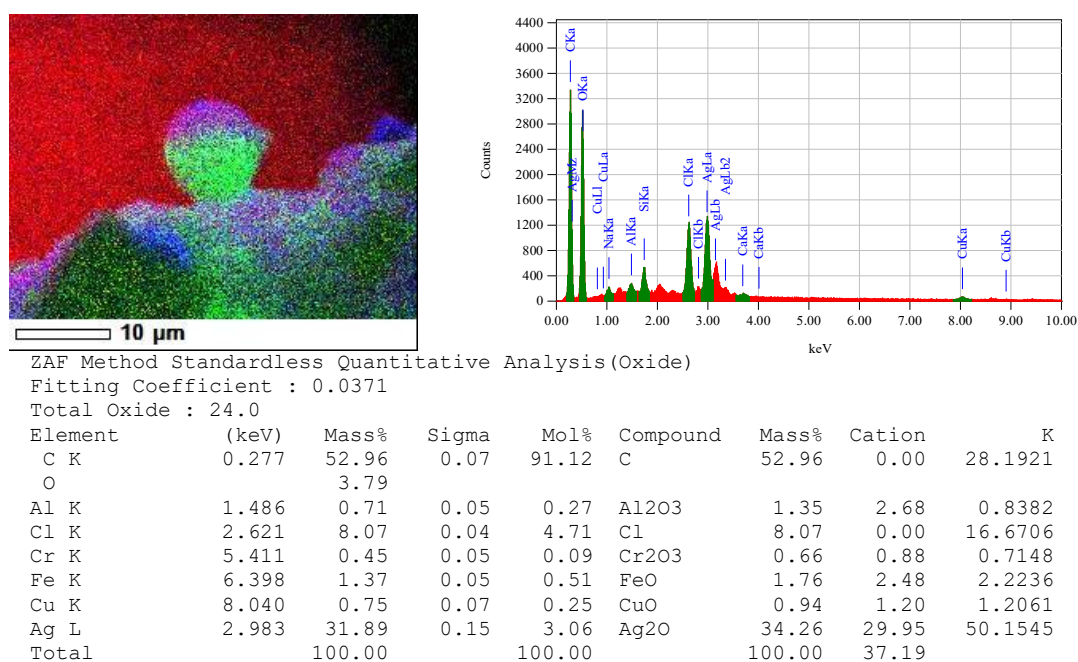 10 µm
4400
4000
3600
3200
2800
2400
2000
1600
1200
800
400
0
Counts
CKa
OKa
AgMz
CuLl
CuLa
NaKa
AlKa
SiKa
ClKa
ClKb
AgLa
AgLb
AgLb2
CaKa
CaKb
CuKa
CuKb
0.00 1.00 2.00 3.00 4.00 5.00 6.00 7.00 8.00 9.00 10.00
keV
ZAF Method Standardless Quantitative Analysis(Oxide)
Fitting Coefficient : 0.0371
Total Oxide : 24.0
Element (keV) Mass% Sigma Mol% Compound Mass% Cation K
C K 0.277 52.96 0.07 91.12 C 52.96 0.00 28.1921
O 3.79
Al K 1.486 0.71 0.05 0.27 Al2O3 1.35 2.68 0.8382
Cl K 2.621 8.07 0.04 4.71 Cl 8.07 0.00 16.6706
Cr K 5.411 0.45 0.05 0.09 Cr2O3 0.66 0.88 0.7148
Fe K 6.398 1.37 0.05 0.51 FeO 1.76 2.48 2.2236
Cu K 8.040 0.75 0.07 0.25 CuO 0.94 1.20 1.2061
Ag L 2.983 31.89 0.15 3.06 Ag2O 34.26 29.95 50.1545
Total 100.00 100.00 100.00 37.19